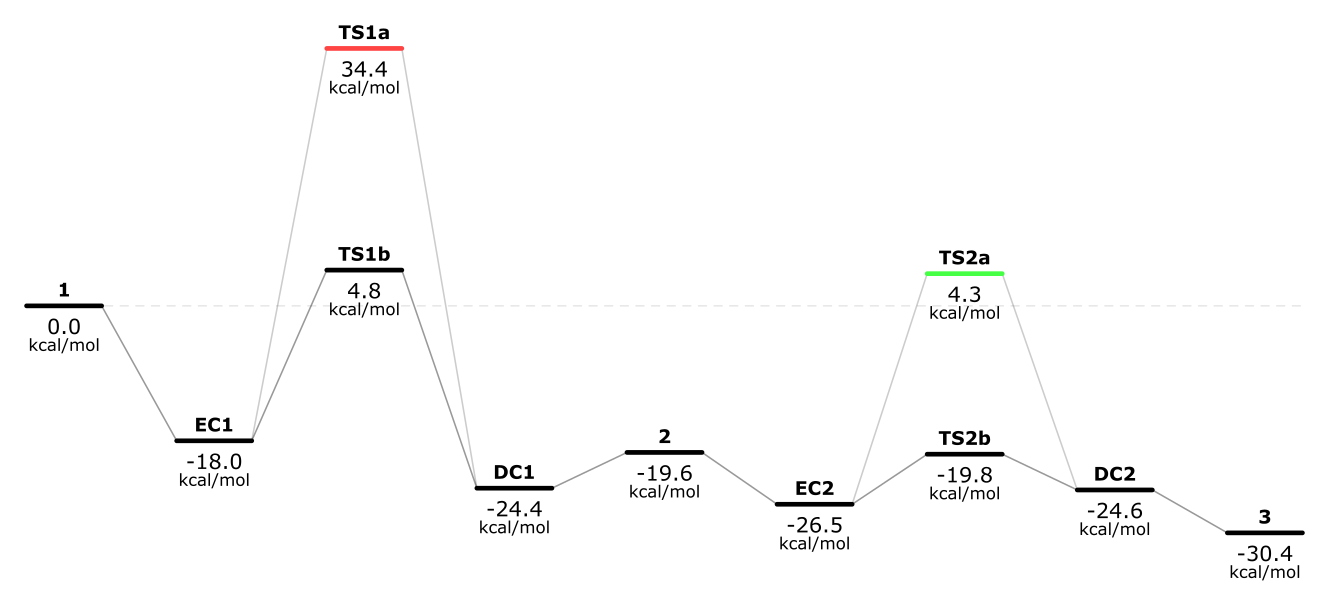 TS1a
34.4
kcal/mol
TS1b
4.8
kcal/mol
TS2a
4.3
kcal/mol
1
0.0
kcal/mol
EC1
-18.0
kcal/mol
DC1
-24.4
kcal/mol
2
-19.6
kcal/mol
EC2
-26.5
kcal/mol
TS2b
-19.8
kcal/mol
DC2
-24.6
kcal/mol
3
-30.4
kcal/mol